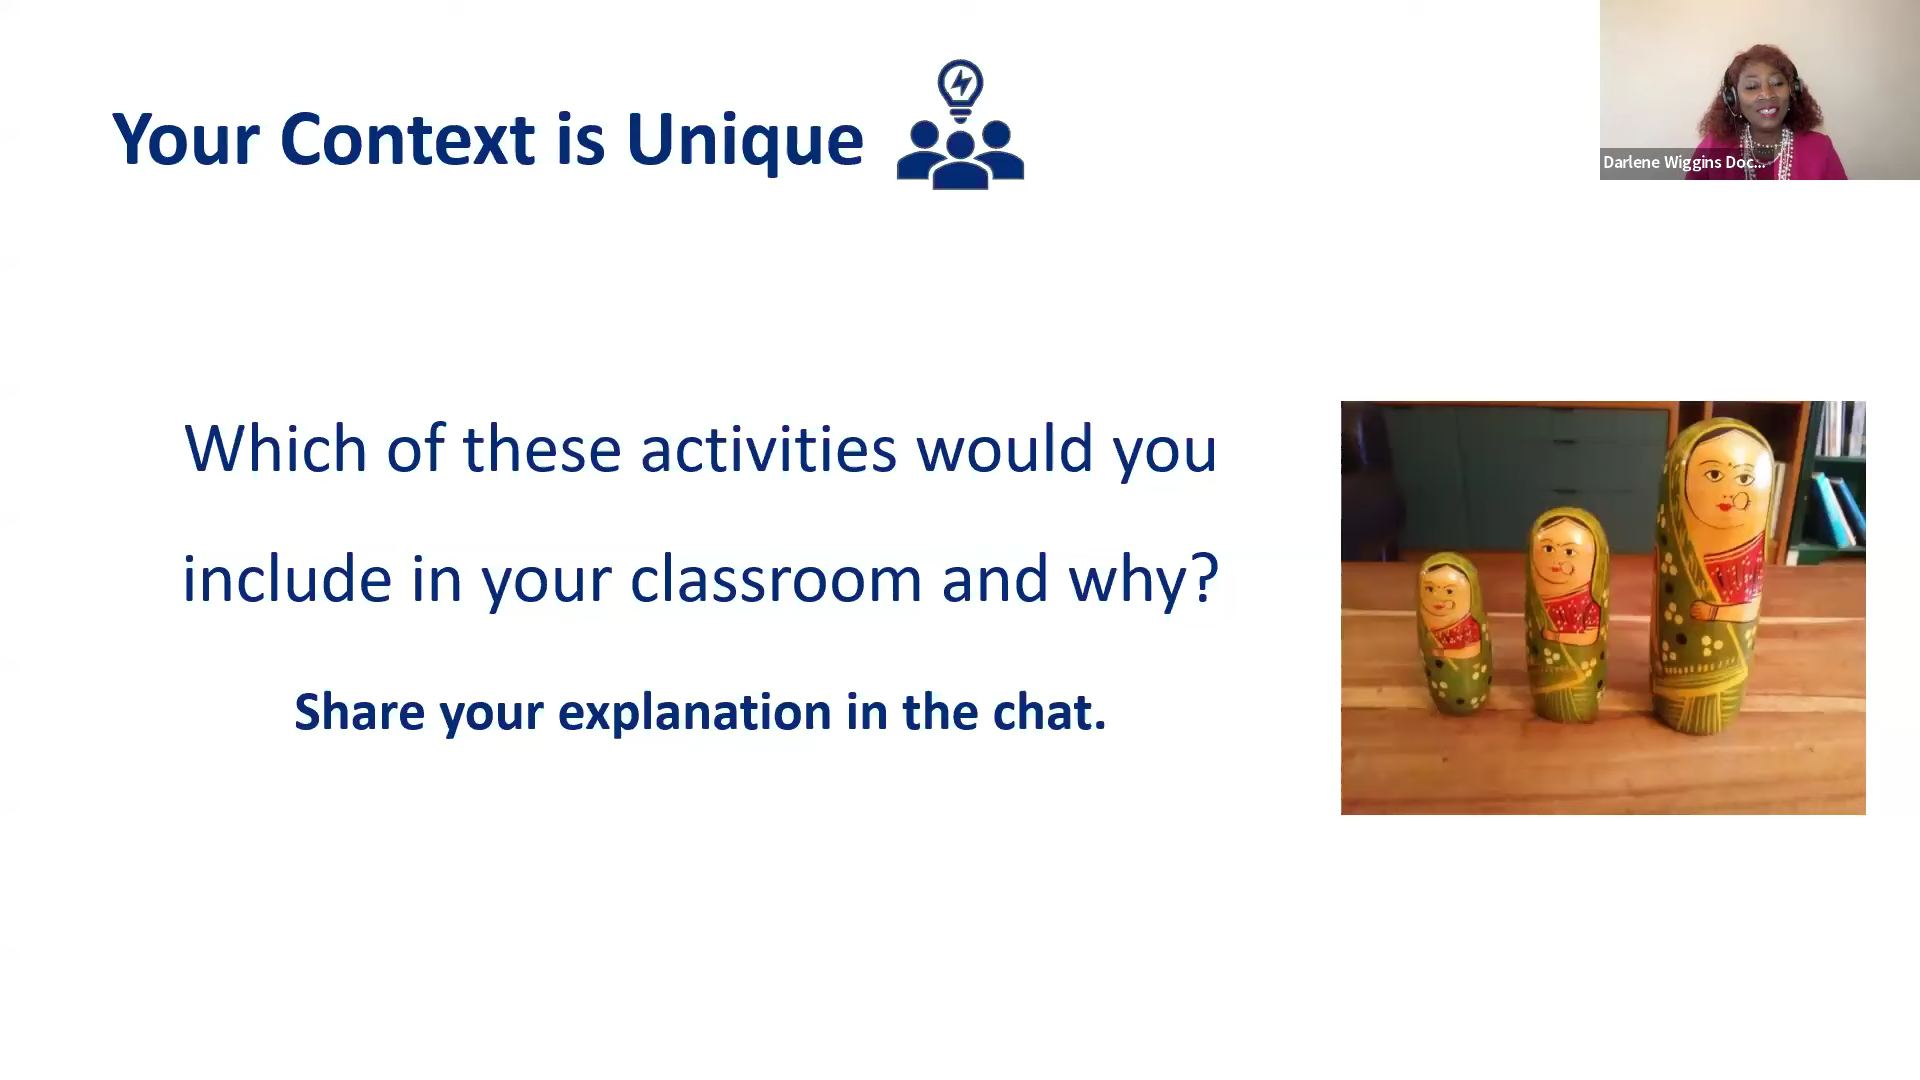 Your Context is Unique
Darlene Wiggins Doc...
Which of these activities would you
include in your classroom and why?
Share your explanation in the chat.